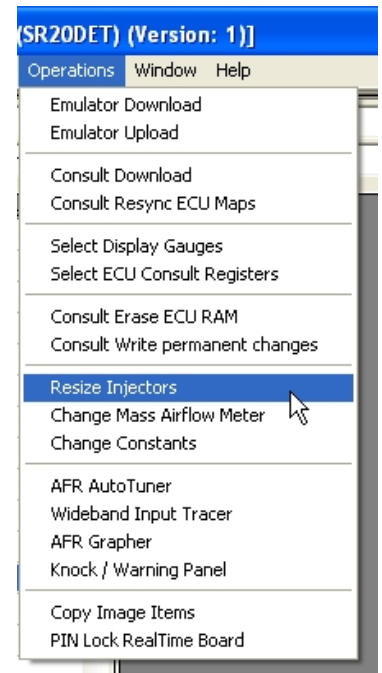 (SR20DET) (Version: 1)]
Operations Window Help
Emulator Download
Emulator Upload
Consult Download
Consult Resync ECU Maps
Select Display Gauges
Select ECU Consult Registers
Consult Erase ECU RAM
Consult Write permanent changes
Resize Injectors
Change Mass Airflow Meter
Change Constants
AFR AutoTuner
Wideband Input Tracer
AFR Grapher
Knock / Warning Panel
Copy Image Items
PIN Lock RealTime Board